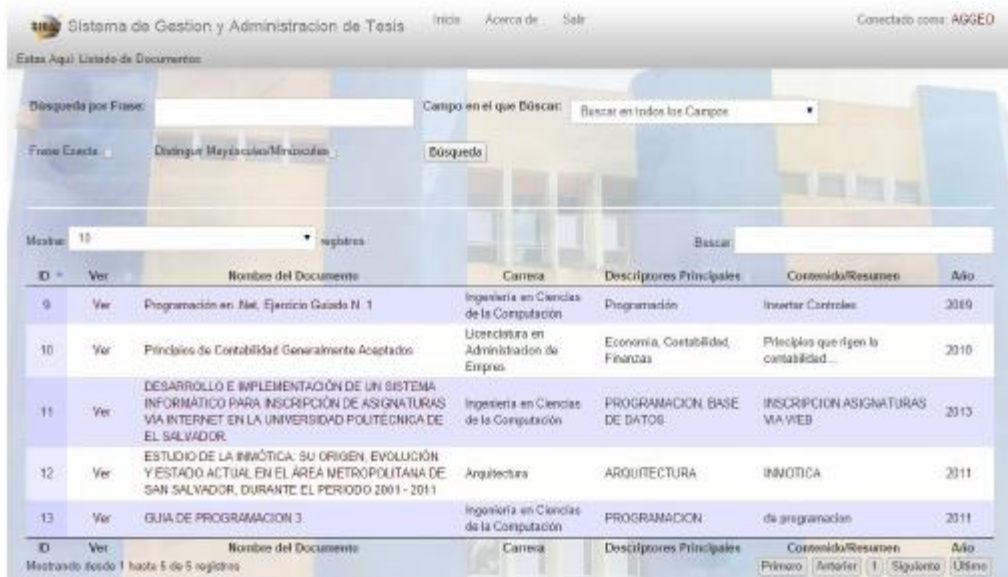 Sistema de Gestion y Administracion de Tesis Inicio Acerca de Salir Conectado como: AGGEO
Estas Aquí: Listado de Documentos
Búsqueda por Frase: Campo en el que Búscar: Buscar en todos los Campos
Frase Exacta Distinguir Mayúsculas/Minúsculas Búsqueda
Mostrar 10 registros Buscar:
ID Ver Nombre del Documento Carrera Descriptores Principales Contenido/Resumen Año
9 Ver Programación en .Net, Ejercicio Guiado N. 1 Ingeniería en Ciencias de la Computación Programación Insertar Controles 2009
10 Ver Principios de Contabilidad Generalmente Aceptados Licenciatura en Administracion de Empres Economia, Contabilidad, Finanzas Principios que rigen la contabilidad... 2010
11 Ver DESARROLLO E IMPLEMENTACIÓN DE UN SISTEMA INFORMÁTICO PARA INSCRIPCIÓN DE ASIGNATURAS VÍA INTERNET EN LA UNIVERSIDAD POLITÉCNICA DE EL SALVADOR. Ingeniería en Ciencias de la Computación PROGRAMACION, BASE DE DATOS INSCRIPCION ASIGNATURAS VIA WEB 2013
12 Ver ESTUDIO DE LA INMÓTICA: SU ORIGEN, EVOLUCIÓN Y ESTADO ACTUAL EN EL ÁREA METROPOLITANA DE SAN SALVADOR, DURANTE EL PERIODO 2001 - 2011 Arquitectura ARQUITECTURA INMOTICA 2011
13 Ver GUIA DE PROGRAMACION 3 Ingeniería en Ciencias de la Computación PROGRAMACION de programacion 2011
ID Ver Nombre del Documento Carrera Descriptores Principales Contenido/Resumen Año
Mostrando desde 1 hasta 5 de 5 registros Primero Anterior 1 Siguiente Último